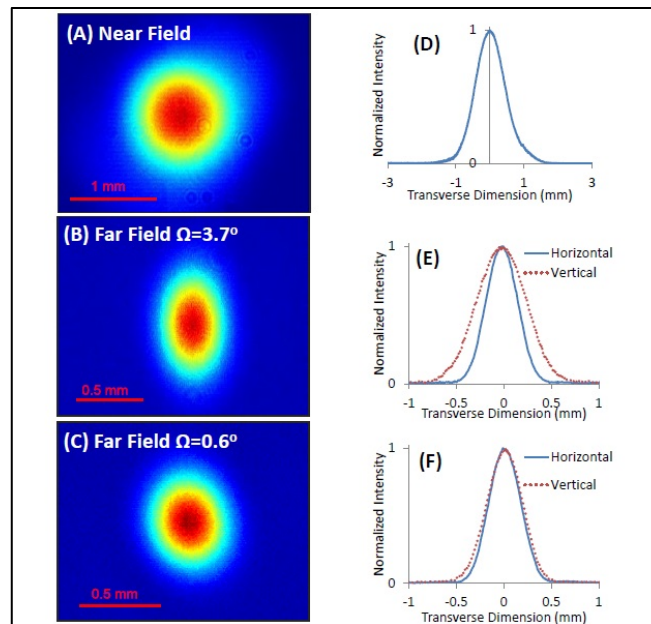 (A) Near Field
1 mm
(B) Far Field Ω=3.7º
0.5 mm
(C) Far Field Ω=0.6º
0.5 mm
(D)
Normalized Intensity
1
0
-3 -1 1 3
Transverse Dimension (mm)
(E)
Normalized Intensity
1
0
Horizontal
Vertical
-1 -0.5 0 0.5 1
Transverse Dimension (mm)
(F)
Normalized Intensity
1
0
Horizontal
Vertical
-1 -0.5 0 0.5 1
Transverse Dimension (mm)